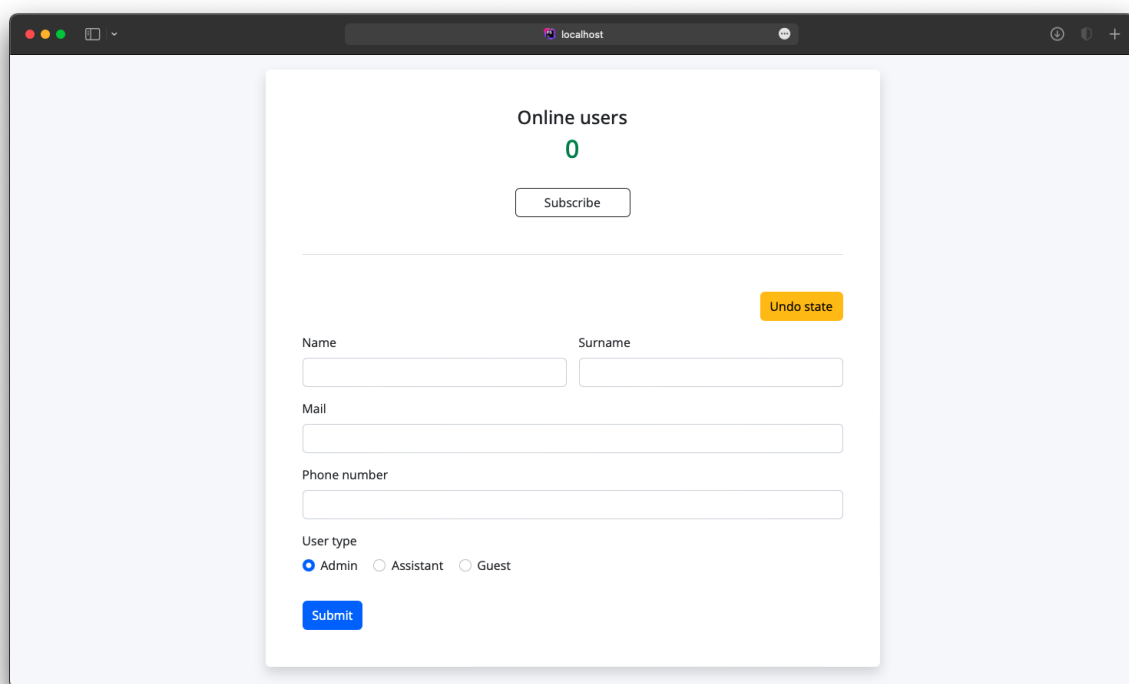 localhost
Online users
0
Subscribe
Undo state
Name Surname
Mail
Phone number
User type
Admin Assistant Guest
Submit